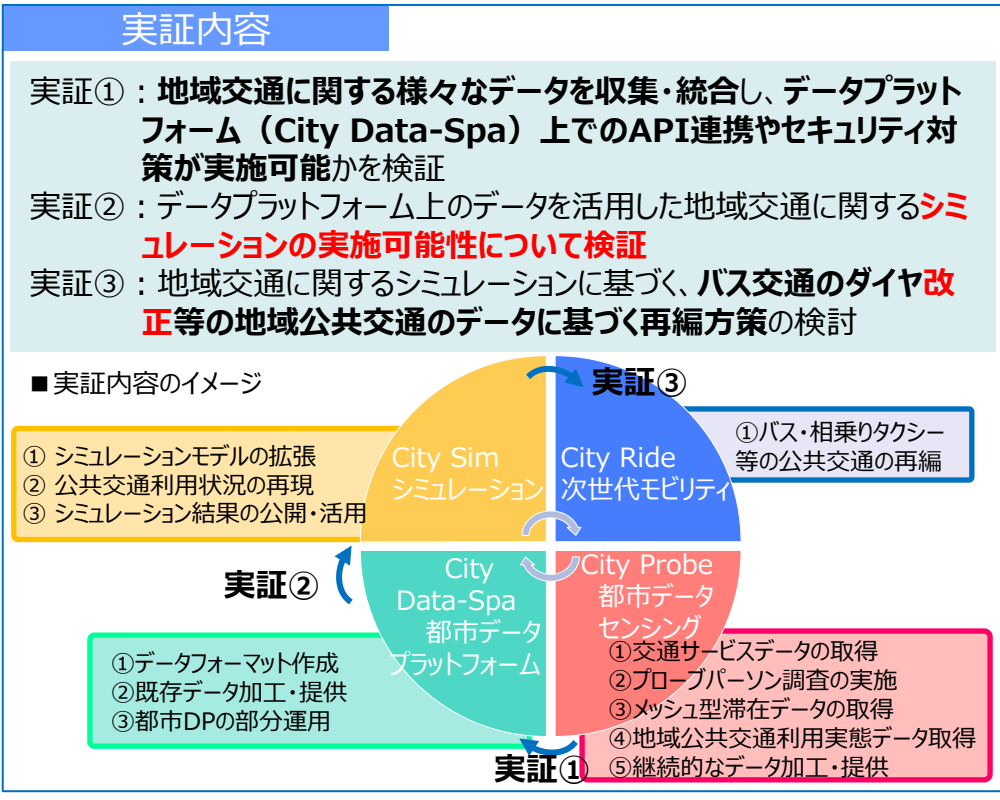 実証内容
実証①：地域交通に関する様々なデータを収集・統合し、データプラット
フォーム（City Data-Spa）上でのAPI連携やセキュリティ対
策が実施可能かを検証
実証②：データプラットフォーム上のデータを活用した地域交通に関するシミ
ュレーションの実施可能性について検証
実証③：地域交通に関するシミュレーションに基づく、バス交通のダイヤ改
正等の地域公共交通のデータに基づく再編方策の検討
■実証内容のイメージ
実証③
① シミュレーションモデルの拡張
② 公共交通利用状況の再現
③ シミュレーション結果の公開・活用
City Sim
シミュレーション
City Ride
次世代モビリティ
①バス・相乗りタクシー
等の公共交通の再編
実証②
City
Data-Spa
都市データ
プラットフォーム
City Probe
都市データ
センシング
①データフォーマット作成
②既存データ加工・提供
③都市DPの部分運用
①交通サービスデータの取得
②プローブパーソン調査の実施
③メッシュ型滞在データの取得
④地域公共交通利用実態データ取得
⑤継続的なデータ加工・提供
実証①